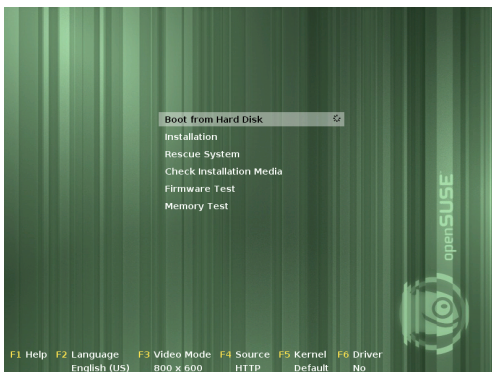 Boot from Hard Disk
Installation
Rescue System
Check Installation Media
Firmware Test
Memory Test
openSUSE
F1 Help F2 Language F3 Video Mode F4 Source F5 Kernel F6 Driver
English (US) 800 x 600 HTTP Default No